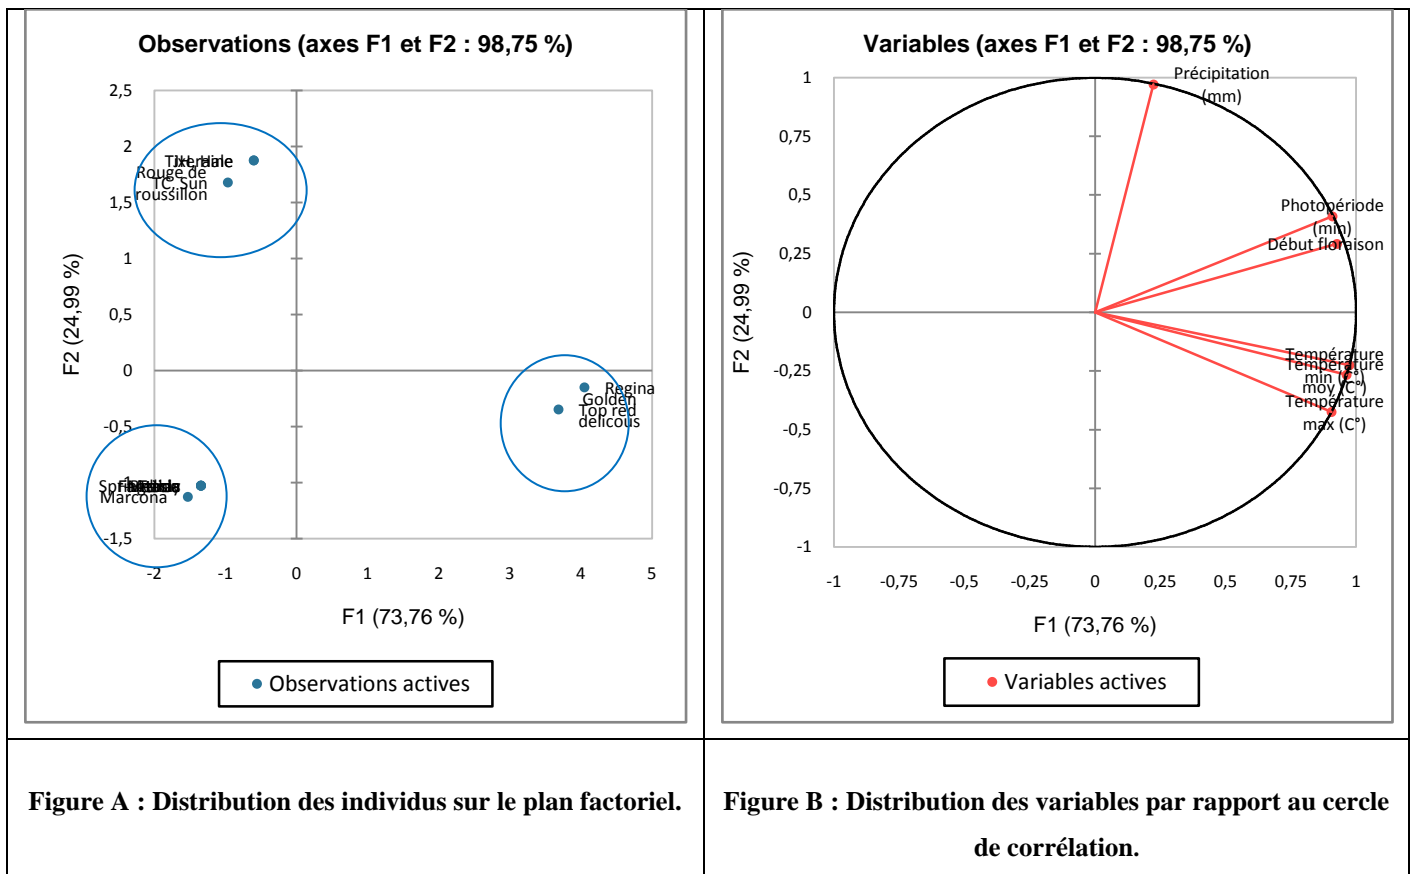 Observations (axes F1 et F2 : 98,75 %)
2,5
2
1,5
1
0,5
0
-0,5
-1
-1,5
F2 (24,99 %)
Rouge de
TC. Sun
roussillon
Regina
Golden
Top red
delicous
Marcona
-2
-1
0
1
2
3
4
5
F1 (73,76 %)
Observations actives
Variables (axes F1 et F2 : 98,75 %)
1
0,75
0,5
0,25
0
-0,25
-0,5
-0,75
-1
F2 (24,99 %)
Précipitation
(mm)
Photopériode
(min)
Début floraison
Température
Température
min (C°)
moy (C°)
Température
max (C°)
-1
-0,75
-0,5
-0,25
0
0,25
0,5
0,75
1
F1 (73,76 %)
Variables actives
Figure A : Distribution des individus sur le plan factoriel.
Figure B : Distribution des variables par rapport au cercle
de corrélation.